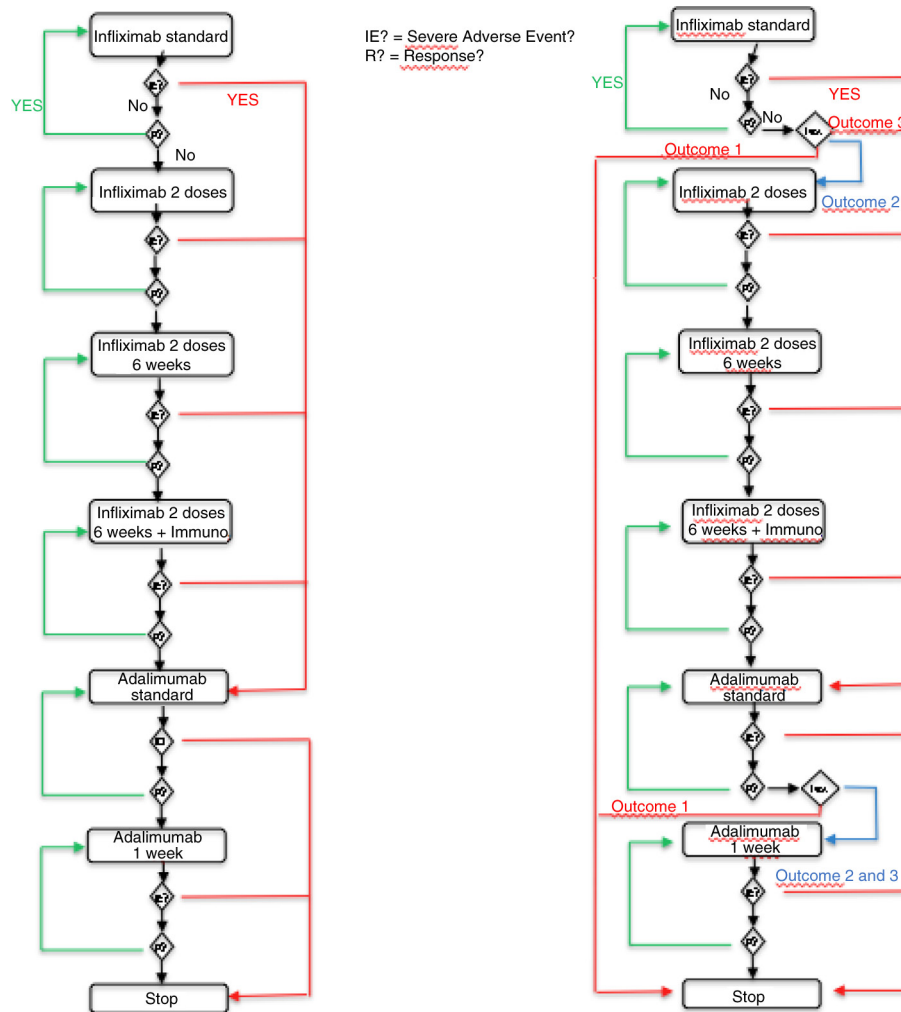 Infliximab standard
IE? = Severe Adverse Event?
R? = Response?
YES
No
YES
No
Infliximab 2 doses
Infliximab 2 doses
6 weeks
Infliximab 2 doses
6 weeks + Immuno
Adalimumab
standard
Adalimumab
1 week
Stop
Infliximab standard
YES
No
YES
No
Outcome 3
Outcome 1
Infliximab 2 doses
Outcome 2
Infliximab 2 doses
6 weeks
Infliximab 2 doses
6 weeks + Immuno
Adalimumab
standard
Outcome 1
Adalimumab
1 week
Outcome 2 and 3
Stop